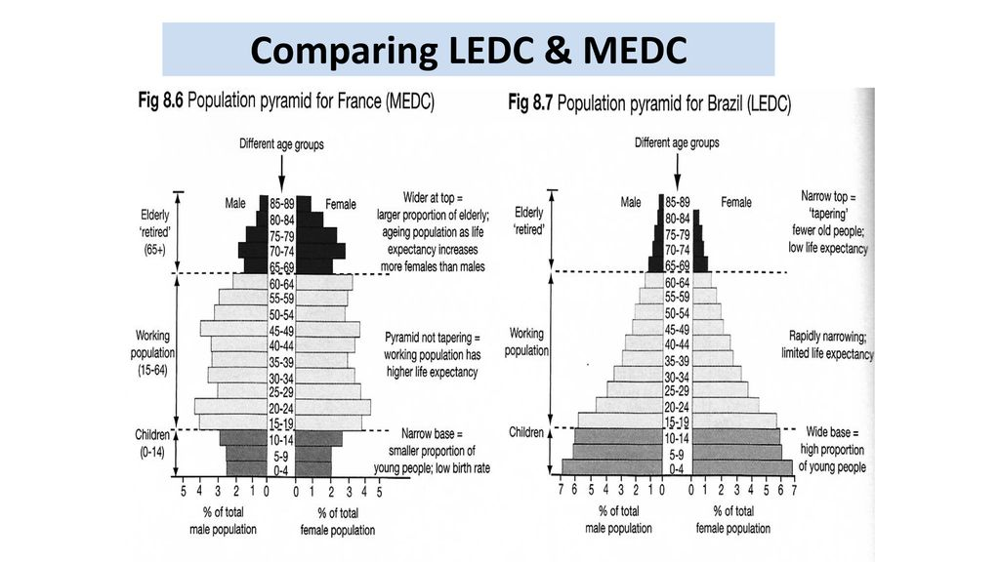 Comparing LEDC & MEDC
Fig 8.6 Population pyramid for France (MEDC)
Different age groups
Male
Female
85-89
80-84
75-79
70-74
65-69
60-64
55-59
50-54
45-49
40-44
35-39
30-34
25-29
20-24
15-19
10-14
5-9
0-4
Elderly
‘retired’
(65+)
Working
population
(15-64)
Children
(0-14)
Wider at top =
larger proportion of elderly;
ageing population as life
expectancy increases
more females than males
Pyramid not tapering =
working population has
higher life expectancy
Narrow base =
smaller proportion of
young people; low birth rate
5 4 3 2 1 0
0 1 2 3 4 5
% of total
male population
% of total
female population
Fig 8.7 Population pyramid for Brazil (LEDC)
Different age groups
Male
Female
85-89
80-84
75-79
70-74
65-69
60-64
55-59
50-54
45-49
40-44
35-39
30-34
25-29
20-24
15-19
10-14
5-9
0-4
Elderly
‘retired’
Working
population
Children
Narrow top =
‘tapering’
fewer old people;
low life expectancy
Rapidly narrowing;
limited life expectancy
Wide base =
high proportion
of young people
7 6 5 4 3 2 1 0
0 1 2 3 4 5 6 7
% of total
male population
% of total
female population